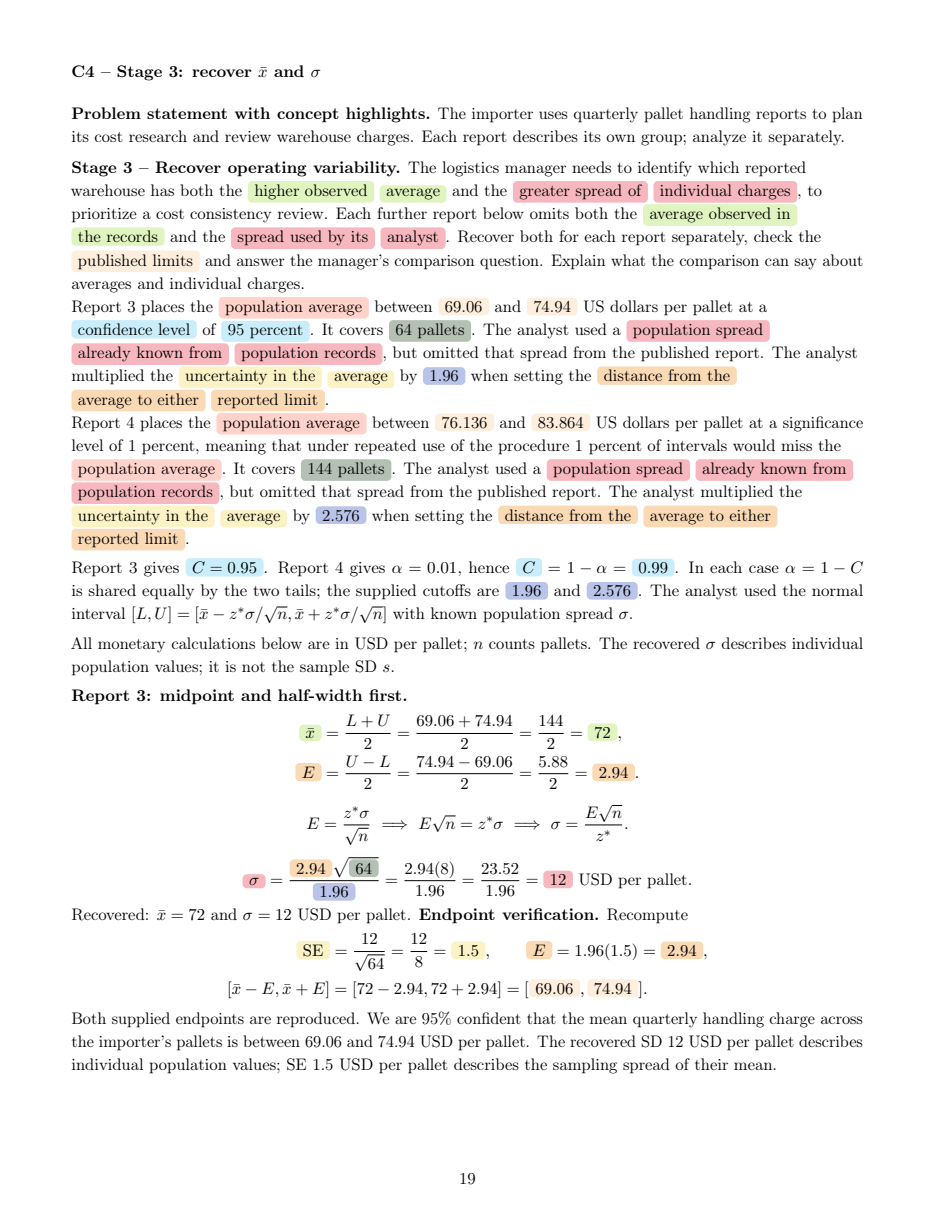 C4 – Stage 3: recover x̄ and σ
Problem statement with concept highlights. The importer uses quarterly pallet handling reports to plan
its cost research and review warehouse charges. Each report describes its own group; analyze it separately.
Stage 3 – Recover operating variability. The logistics manager needs to identify which reported
warehouse has both the higher observed average and the greater spread of individual charges , to
prioritize a cost consistency review. Each further report below omits both the average observed in
the records and the spread used by its analyst . Recover both for each report separately, check the
published limits and answer the manager's comparison question. Explain what the comparison can say about
averages and individual charges.
Report 3 places the population average between 69.06 and 74.94 US dollars per pallet at a
confidence level of 95 percent . It covers 64 pallets . The analyst used a population spread
already known from population records , but omitted that spread from the published report. The analyst
multiplied the uncertainty in the average by 1.96 when setting the distance from the
average to either reported limit .
Report 4 places the population average between 76.136 and 83.864 US dollars per pallet at a significance
level of 1 percent, meaning that under repeated use of the procedure 1 percent of intervals would miss the
population average . It covers 144 pallets . The analyst used a population spread already known from
population records , but omitted that spread from the published report. The analyst multiplied the
uncertainty in the average by 2.576 when setting the distance from the average to either
reported limit .
Report 3 gives C = 0.95 . Report 4 gives α = 0.01, hence C = 1 − α = 0.99 . In each case α = 1 − C
is shared equally by the two tails; the supplied cutoffs are 1.96 and 2.576 . The analyst used the normal
interval [L, U] = [x̄ − z*σ/√n, x̄ + z*σ/√n] with known population spread σ.
All monetary calculations below are in USD per pallet; n counts pallets. The recovered σ describes individual
population values; it is not the sample SD s.
Report 3: midpoint and half-width first.
x̄ = (L + U)/2 = (69.06 + 74.94)/2 = 144/2 = 72 ,
E = (U − L)/2 = (74.94 − 69.06)/2 = 5.88/2 = 2.94 .
E = z*σ/√n ⟹ E√n = z*σ ⟹ σ = E√n/z*.
σ = 2.94 √64/1.96 = 2.94(8)/1.96 = 23.52/1.96 = 12 USD per pallet.
Recovered: x̄ = 72 and σ = 12 USD per pallet. Endpoint verification. Recompute
SE = 12/√64 = 12/8 = 1.5 , E = 1.96(1.5) = 2.94 ,
[x̄ − E, x̄ + E] = [72 − 2.94, 72 + 2.94] = [ 69.06 , 74.94 ].
Both supplied endpoints are reproduced. We are 95% confident that the mean quarterly handling charge across
the importer's pallets is between 69.06 and 74.94 USD per pallet. The recovered SD 12 USD per pallet describes
individual population values; SE 1.5 USD per pallet describes the sampling spread of their mean.
19